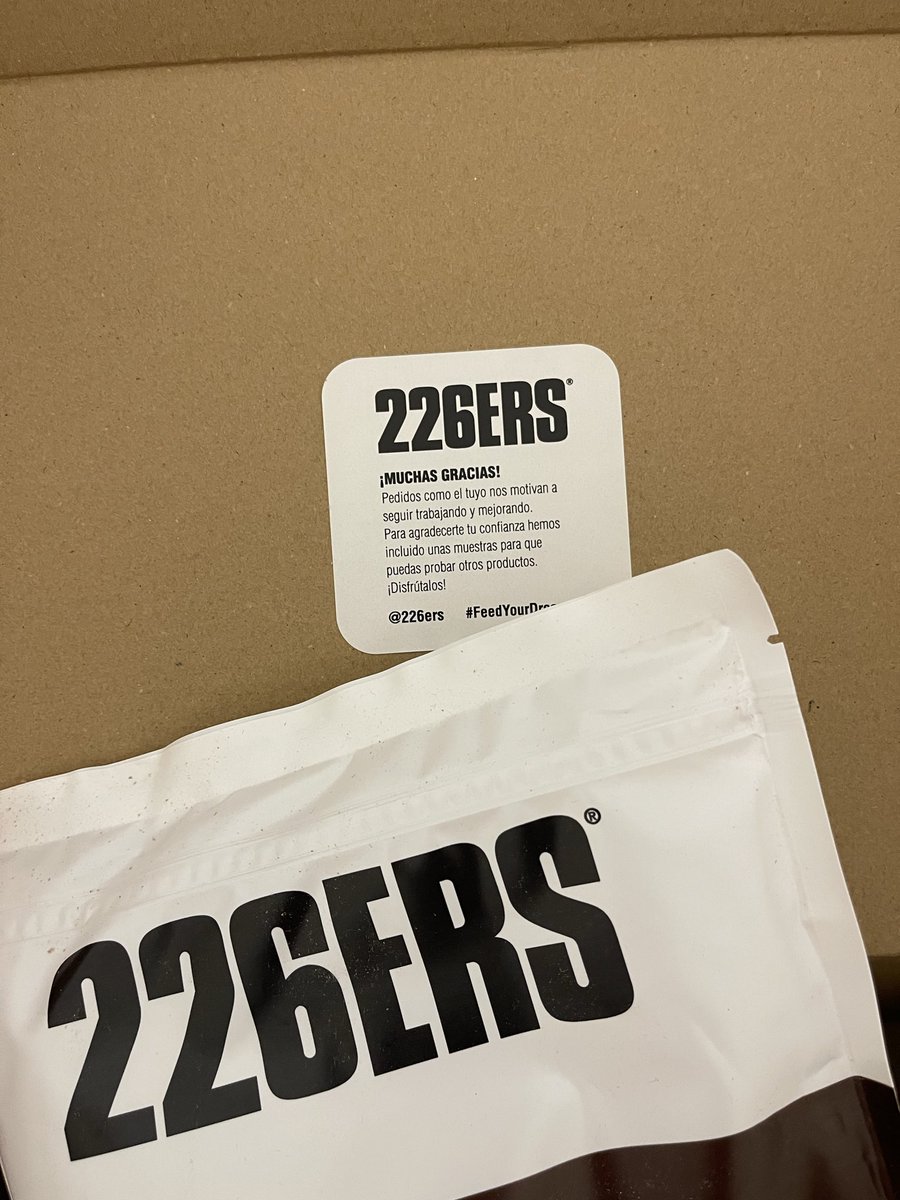 226ERS®
¡MUCHAS GRACIAS!
Pedidos como el tuyo nos motivan a
seguir trabajando y mejorando.
Para agradecerte tu confianza hemos
incluido unas muestras para que
puedas probar otros productos.
¡Disfrútalos!
@226ers #FeedYourDre
226ERS®